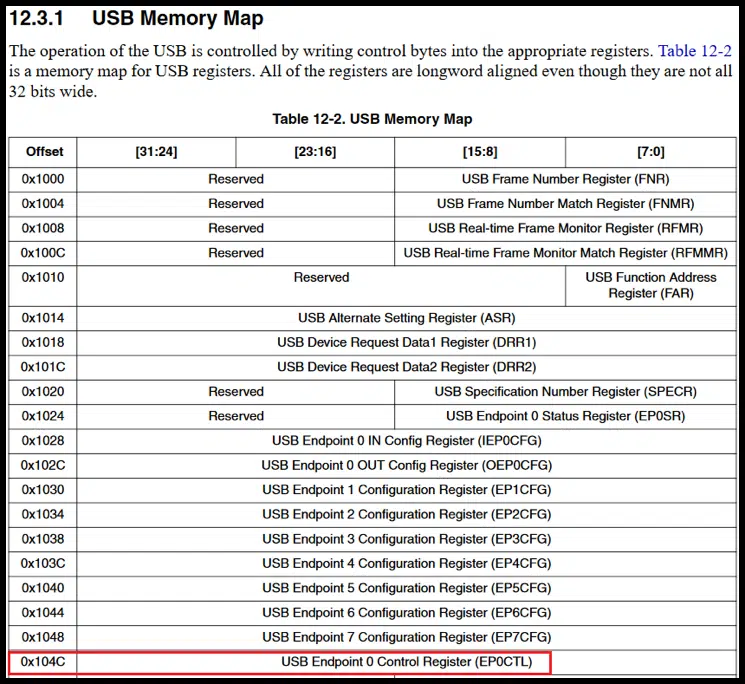 12.3.1 USB Memory Map
The operation of the USB is controlled by writing control bytes into the appropriate registers. Table 12-2
is a memory map for USB registers. All of the registers are longword aligned even though they are not all
32 bits wide.
Table 12-2. USB Memory Map
Offset [31:24] [23:16] [15:8] [7:0]
0x1000 Reserved USB Frame Number Register (FNR)
0x1004 Reserved USB Frame Number Match Register (FNMR)
0x1008 Reserved USB Real-time Frame Monitor Register (RFMR)
0x100C Reserved USB Real-time Frame Monitor Match Register (RFMMR)
0x1010 Reserved USB Function Address
Register (FAR)
0x1014 USB Alternate Setting Register (ASR)
0x1018 USB Device Request Data1 Register (DRR1)
0x101C USB Device Request Data2 Register (DRR2)
0x1020 Reserved USB Specification Number Register (SPECR)
0x1024 Reserved USB Endpoint 0 Status Register (EP0SR)
0x1028 USB Endpoint 0 IN Config Register (IEP0CFG)
0x102C USB Endpoint 0 OUT Config Register (OEP0CFG)
0x1030 USB Endpoint 1 Configuration Register (EP1CFG)
0x1034 USB Endpoint 2 Configuration Register (EP2CFG)
0x1038 USB Endpoint 3 Configuration Register (EP3CFG)
0x103C USB Endpoint 4 Configuration Register (EP4CFG)
0x1040 USB Endpoint 5 Configuration Register (EP5CFG)
0x1044 USB Endpoint 6 Configuration Register (EP6CFG)
0x1048 USB Endpoint 7 Configuration Register (EP7CFG)
0x104C USB Endpoint 0 Control Register (EP0CTL)